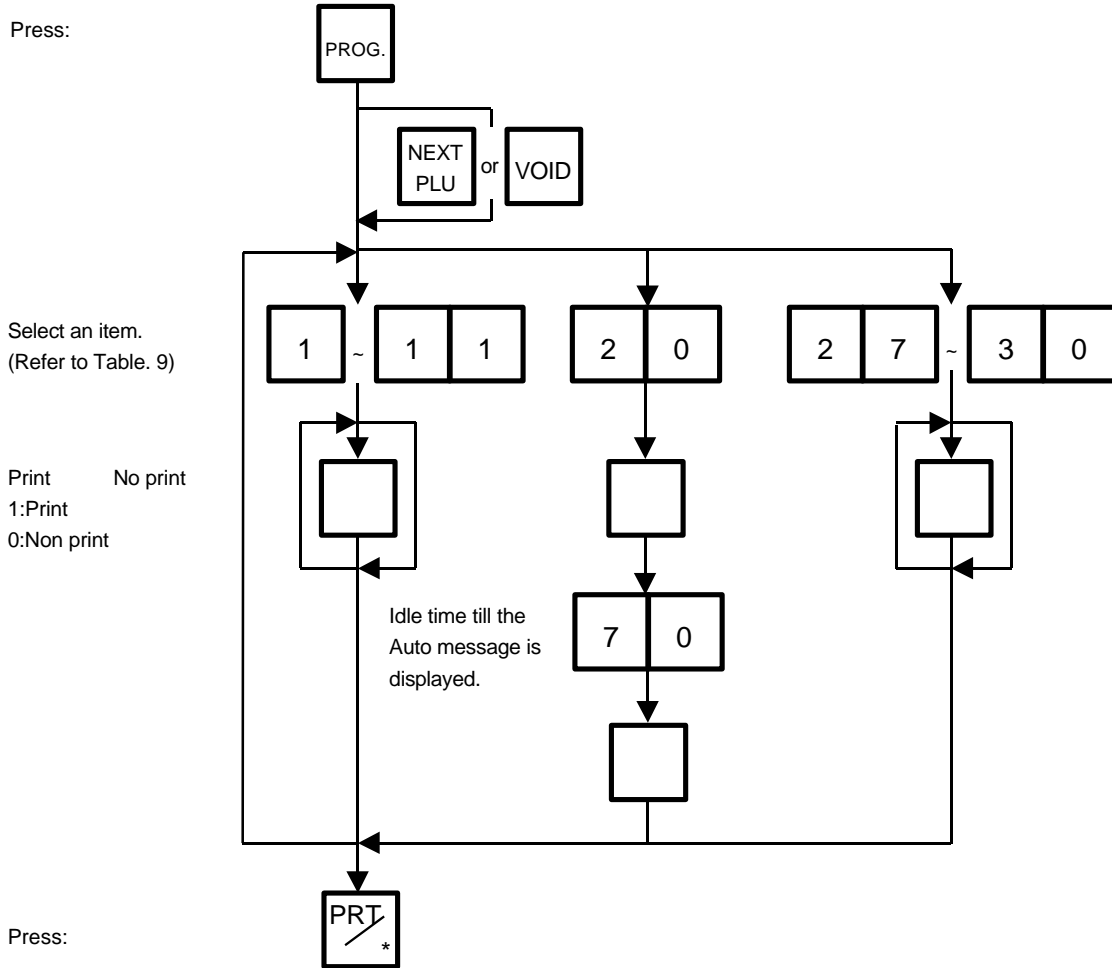 Press:
PROG.
NEXT
PLU
or
VOID
Select an item.
(Refer to Table. 9)
1 ~ 1 1
2 0
2 7 ~ 3 0
Print No print
1:Print
0:Non print
Idle time till the
Auto message is
displayed.
7 0
Press:
PRT
*